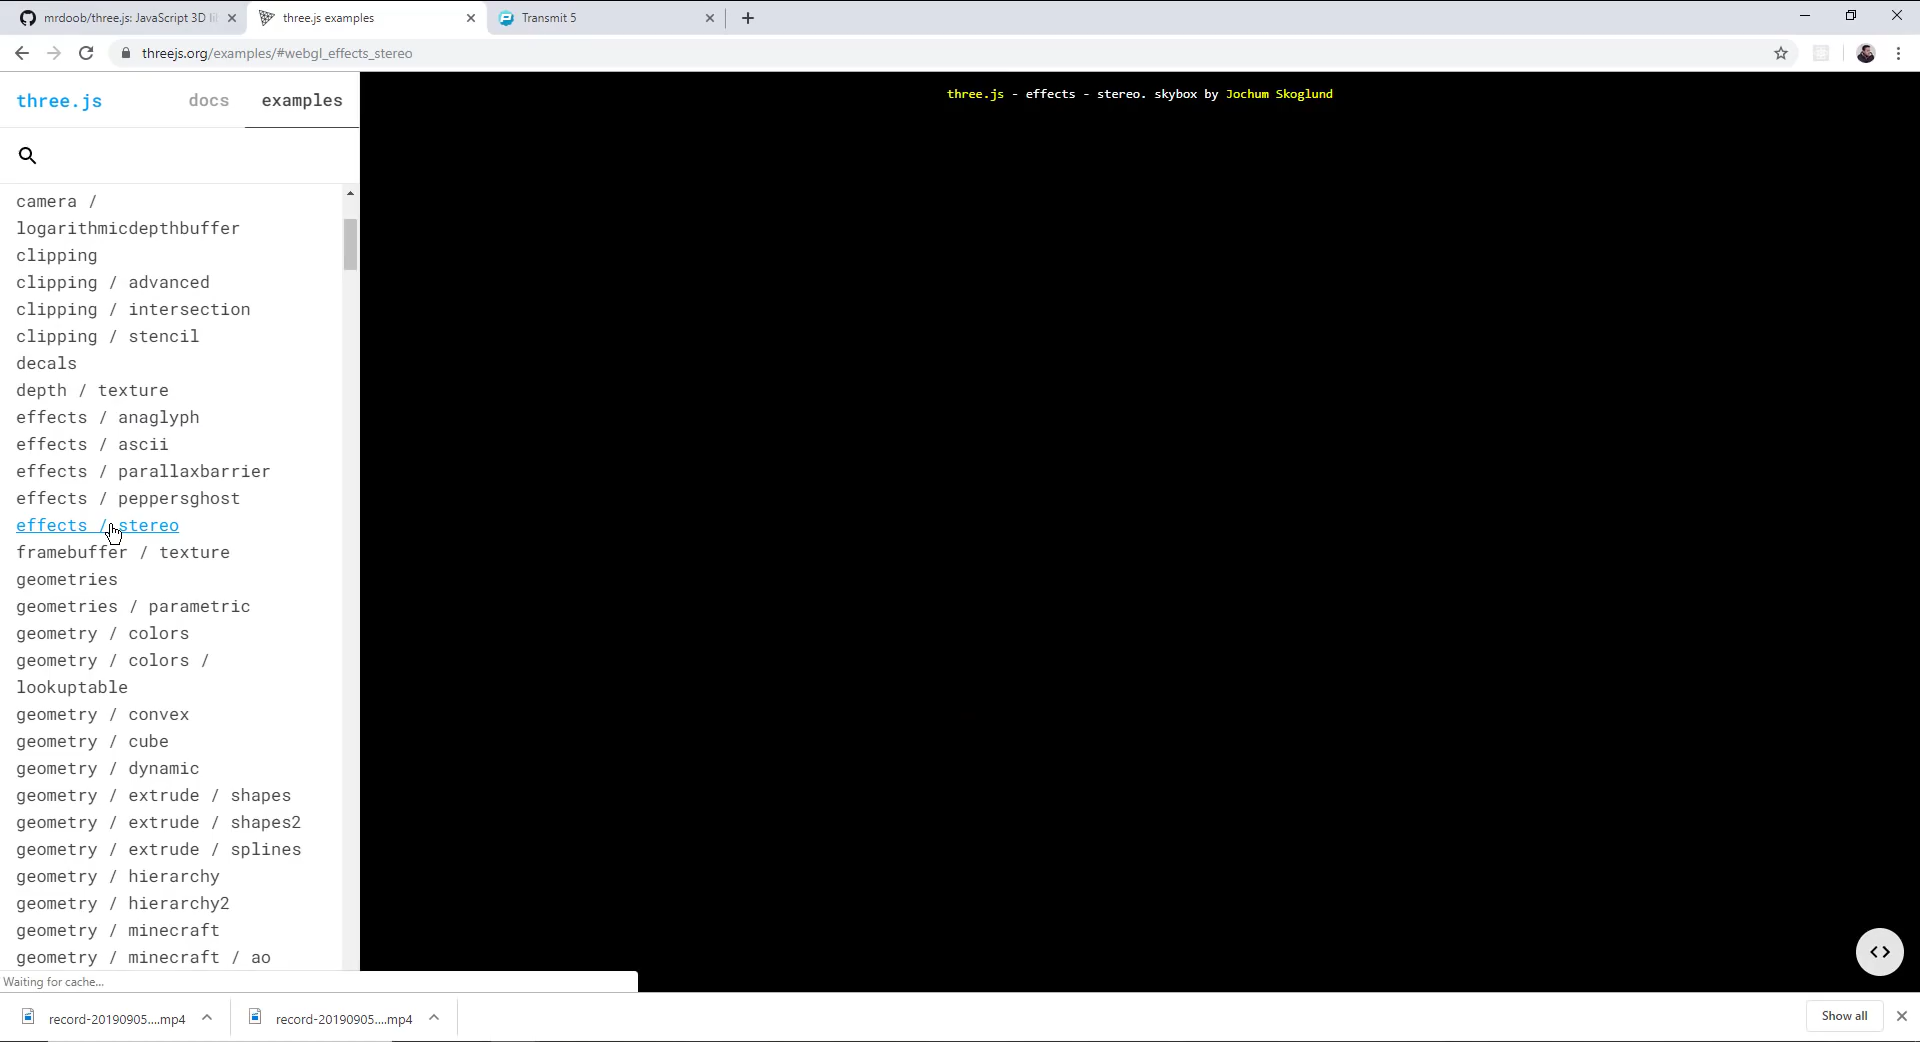 mrdoob/three.js: JavaScript 3D li
three.js examples
Transmit 5
threejs.org/examples/#webgl_effects_stereo
three.js
docs
examples
three.js - effects - stereo. skybox by Jochum Skoglund
camera /
logarithmicdepthbuffer
clipping
clipping / advanced
clipping / intersection
clipping / stencil
decals
depth / texture
effects / anaglyph
effects / ascii
effects / parallaxbarrier
effects / peppersghost
effects / stereo
framebuffer / texture
geometries
geometries / parametric
geometry / colors
geometry / colors /
lookuptable
geometry / convex
geometry / cube
geometry / dynamic
geometry / extrude / shapes
geometry / extrude / shapes2
geometry / extrude / splines
geometry / hierarchy
geometry / hierarchy2
geometry / minecraft
geometry / minecraft / ao
Waiting for cache...
record-20190905....mp4
record-20190905....mp4
Show all